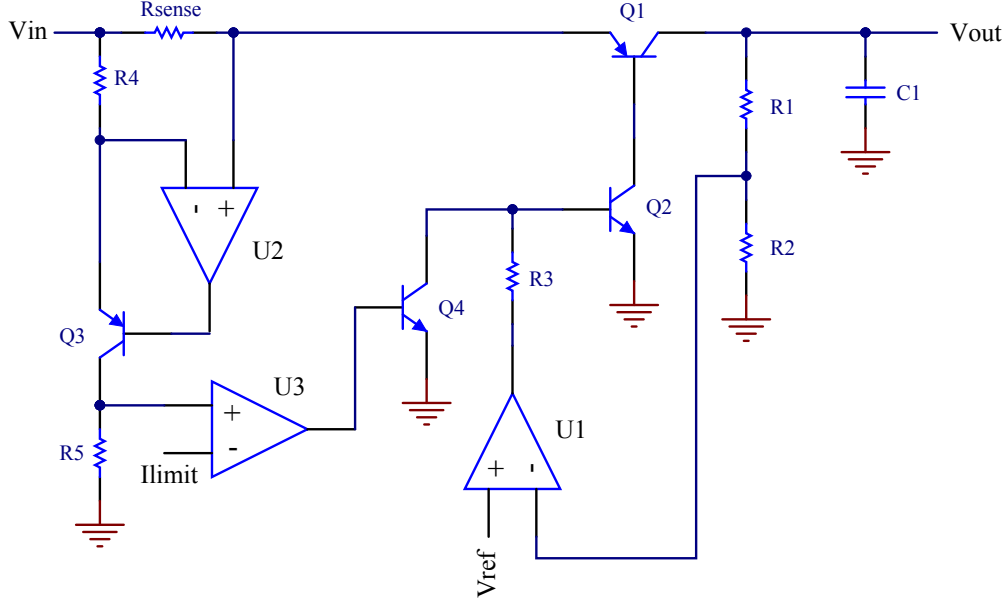 Vin
Rsense
Q1
Vout
R4
R1
C1
- +
U2
Q2
R2
R3
Q4
Q3
U3
+
-
R5
Ilimit
U1
+ -
Vref